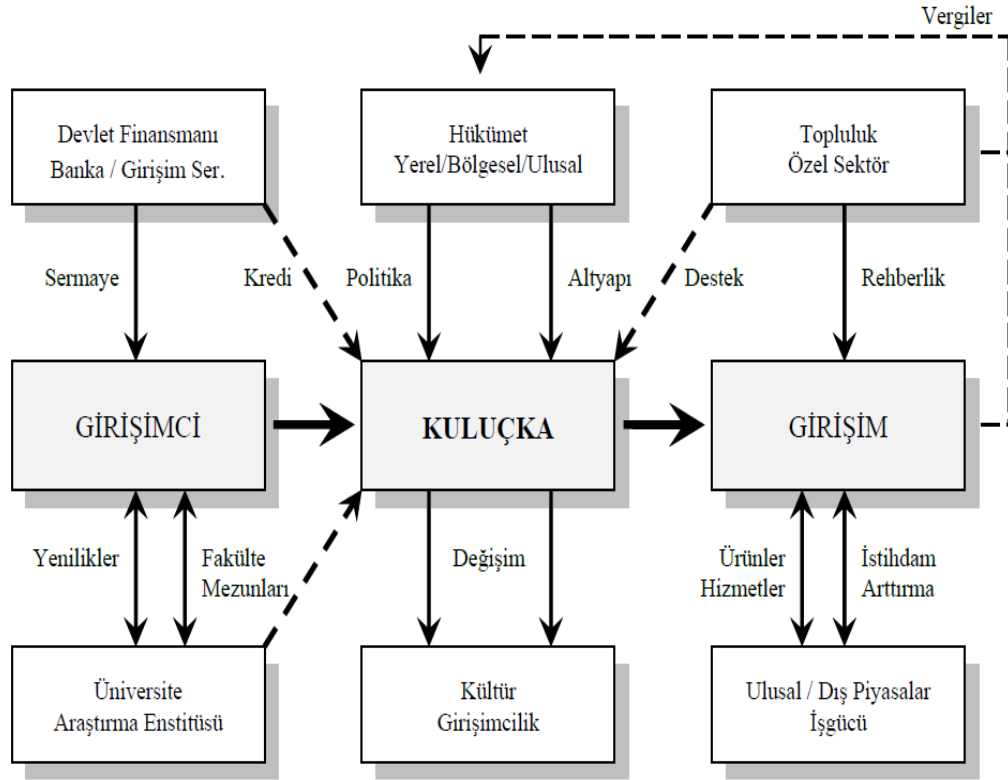 Vergiler
Devlet Finansmanı
Banka / Girişim Ser.
Hükümet
Yerel/Bölgesel/Ulusal
Topluluk
Özel Sektör
Sermaye
Kredi
Politika
Altyapı
Destek
Rehberlik
GİRİŞİMCİ
KULUÇKA
GİRİŞİM
Yenilikler
Fakülte
Mezunları
Değişim
Ürünler
Hizmetler
İstihdam
Arttırma
Üniversite
Araştırma Enstitüsü
Kültür
Girişimcilik
Ulusal / Dış Piyasalar
İşgücü